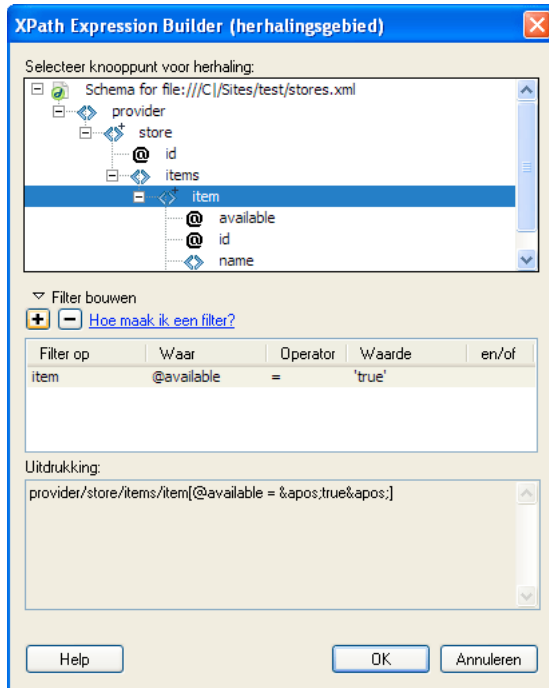 XPath Expression Builder (herhalingsgebied)
Selecteer knooppunt voor herhaling:
Schema for file:///C|/Sites/test/stores.xml
provider
store
@ id
items
item
@ available
@ id
name
Filter bouwen
Hoe maak ik een filter?
Filter op Waar Operator Waarde en/of
item @available = 'true'
Uitdrukking:
provider/store/items/item[@available = &apos;true&apos;]
Help OK Annuleren